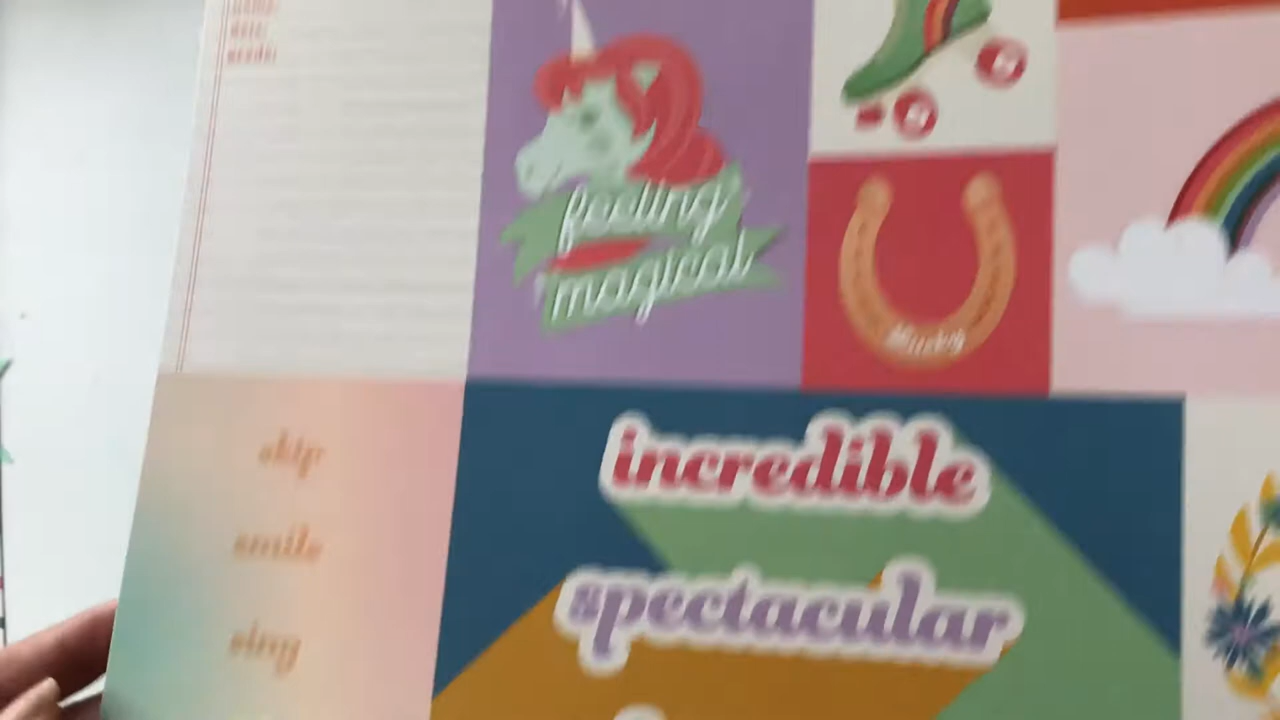 feeling
magical
lucky
skip
smile
sing
incredible
spectacular